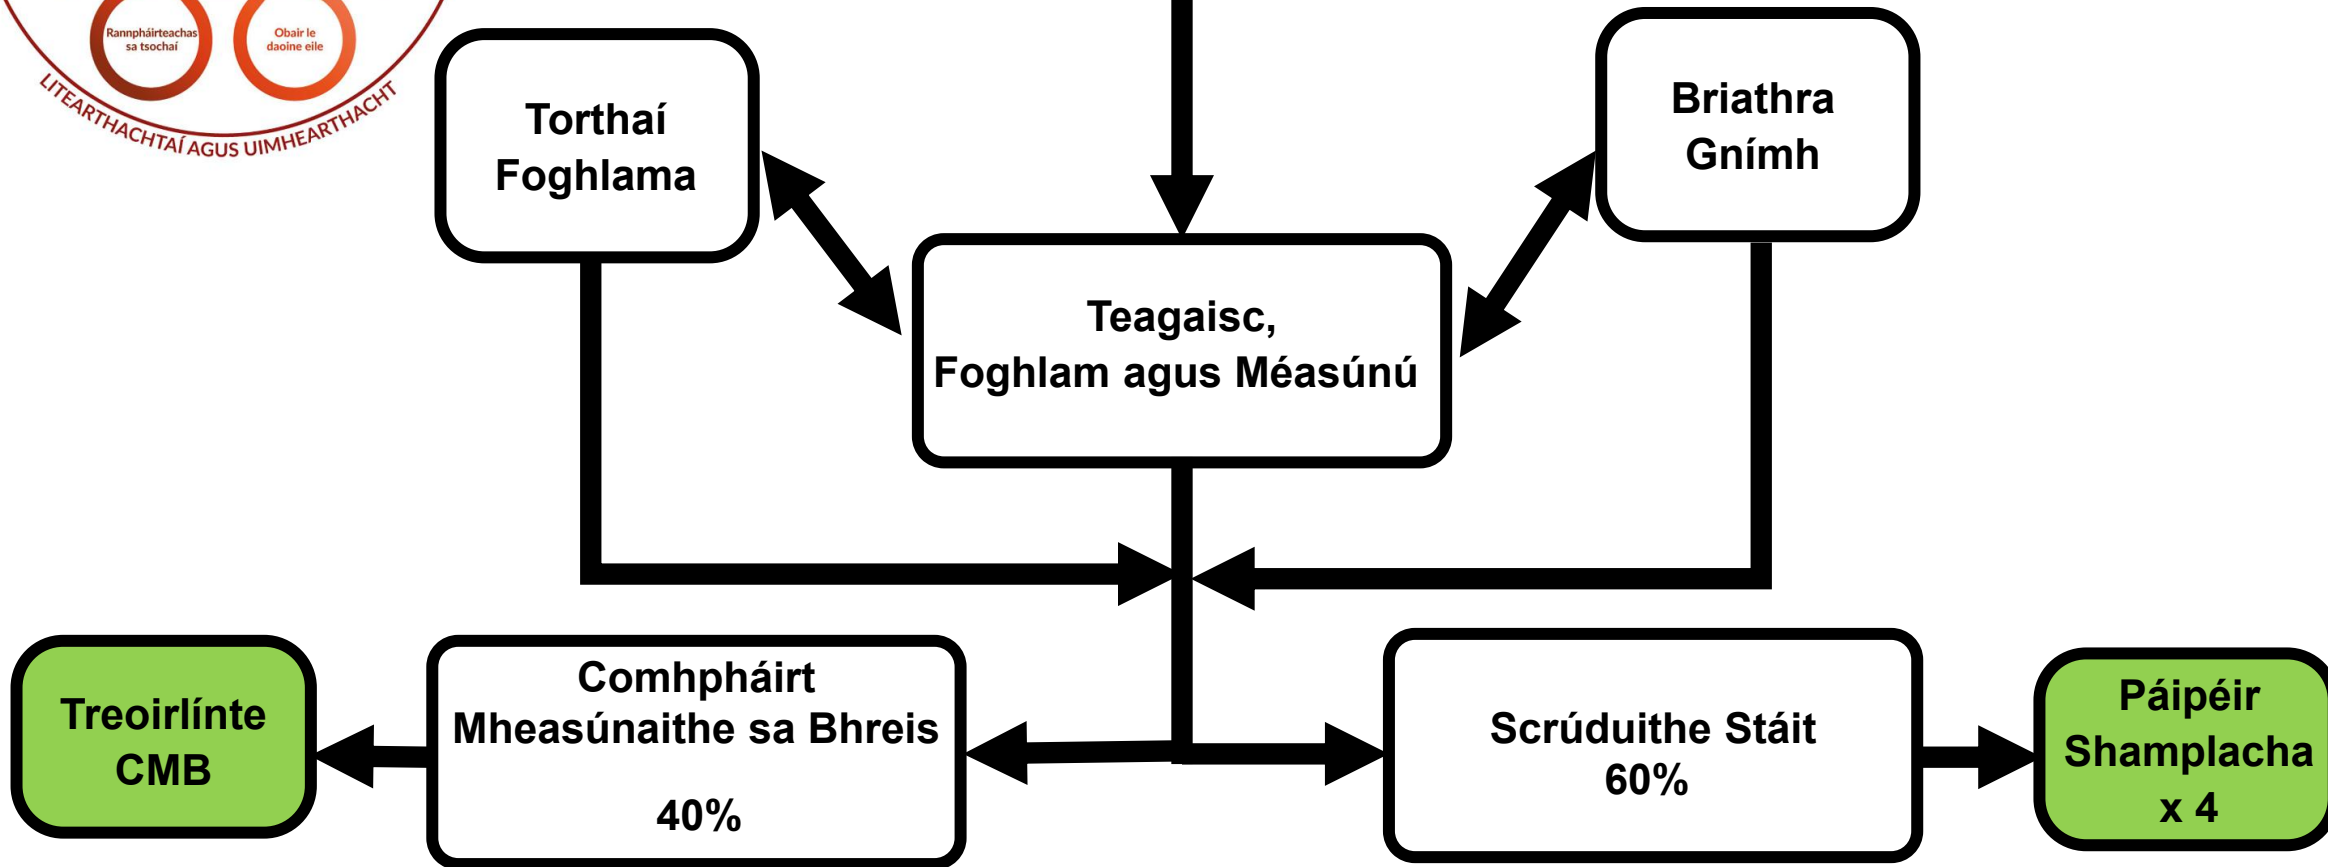 Rannpháirteachas
sa tsochaí
Obair le
daoine eile
LITEARTHACHTAÍ AGUS UIMHEARTHACHT
Torthaí
Foghlama
Briathra
Gnímh
Teagaisc,
Foghlam agus Méasúnú
Treoirlínte
CMB
Comhpháirt
Mheasúnaithe sa Bhreis
40%
Scrúduithe Stáit
60%
Páipéir
Shamplacha
x 4